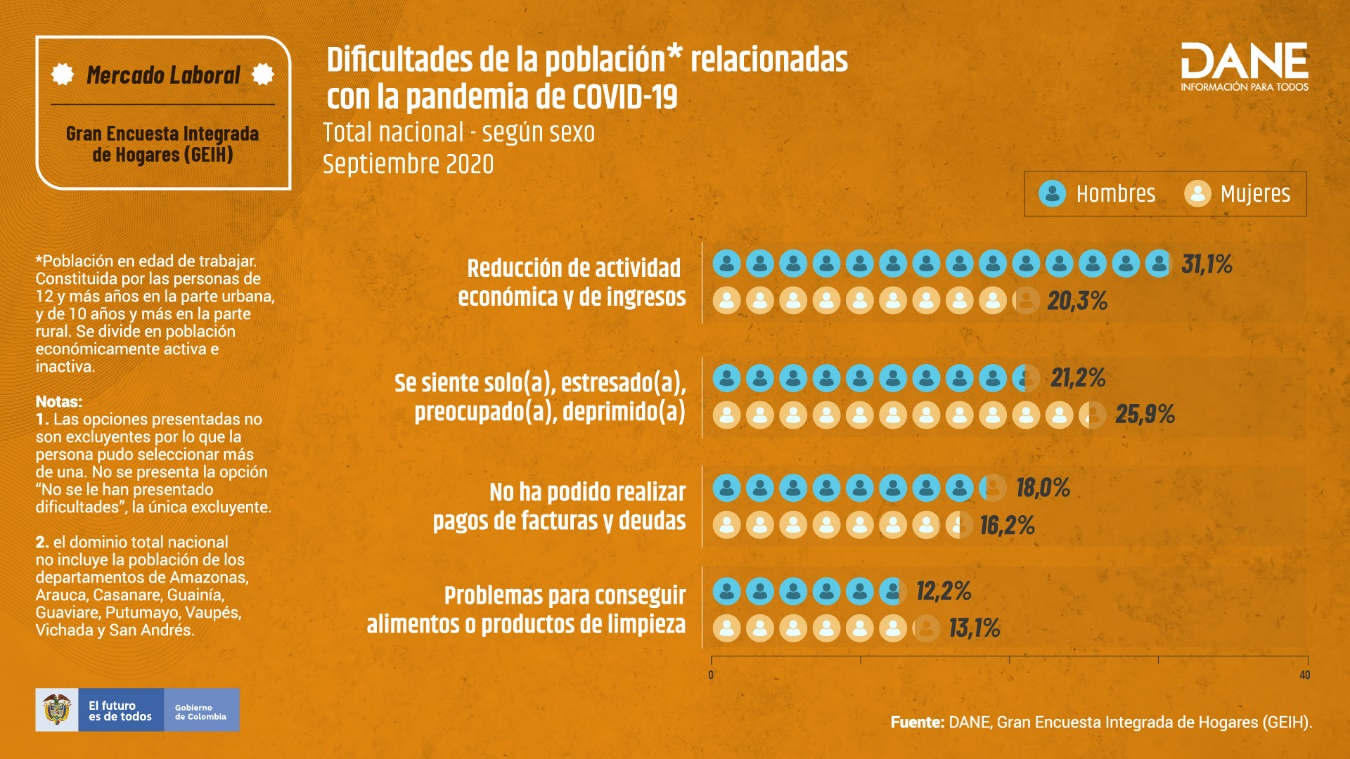 Mercado Laboral
Gran Encuesta Integrada
de Hogares (GEIH)
Dificultades de la población* relacionadas
con la pandemia de COVID-19
Total nacional - según sexo
Septiembre 2020
DANE
INFORMACIÓN PARA TODOS
Hombres
Mujeres
*Población en edad de trabajar.
Constituida por las personas de
12 y más años en la parte urbana,
y de 10 años y más en la parte
rural. Se divide en población
económicamente activa e
inactiva.
Notas:
1. Las opciones presentadas no
son excluyentes por lo que la
persona pudo seleccionar más
de una. No se presenta la opción
“No se le han presentado
dificultades”, la única excluyente.
2. el dominio total nacional
no incluye la población de los
departamentos de Amazonas,
Arauca, Casanare, Guainía,
Guaviare, Putumayo, Vaupés,
Vichada y San Andrés.
Reducción de actividad
económica y de ingresos
31,1%
20,3%
Se siente solo(a), estresado(a),
preocupado(a), deprimido(a)
21,2%
25,9%
No ha podido realizar
pagos de facturas y deudas
18,0%
16,2%
Problemas para conseguir
alimentos o productos de limpieza
12,2%
13,1%
0
40
El futuro
es de todos
Gobierno
de Colombia
Fuente: DANE, Gran Encuesta Integrada de Hogares (GEIH).